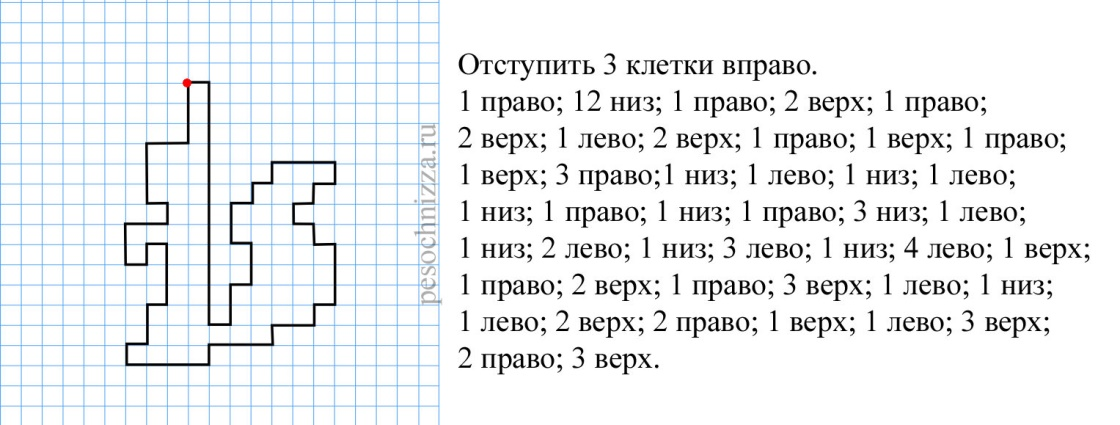 Отступить 3 клетки вправо.
1 право; 12 низ; 1 право; 2 верх; 1 право;
2 верх; 1 лево; 2 верх; 1 право; 1 верх; 1 право;
1 верх; 3 право;1 низ; 1 лево; 1 низ; 1 лево;
1 низ; 1 право; 1 низ; 1 право; 3 низ; 1 лево;
1 низ; 2 лево; 1 низ; 3 лево; 1 низ; 4 лево; 1 верх;
1 право; 2 верх; 1 право; 3 верх; 1 лево; 1 низ;
1 лево; 2 верх; 2 право; 1 верх; 1 лево; 3 верх;
2 право; 3 верх.
pesochnizza.ru